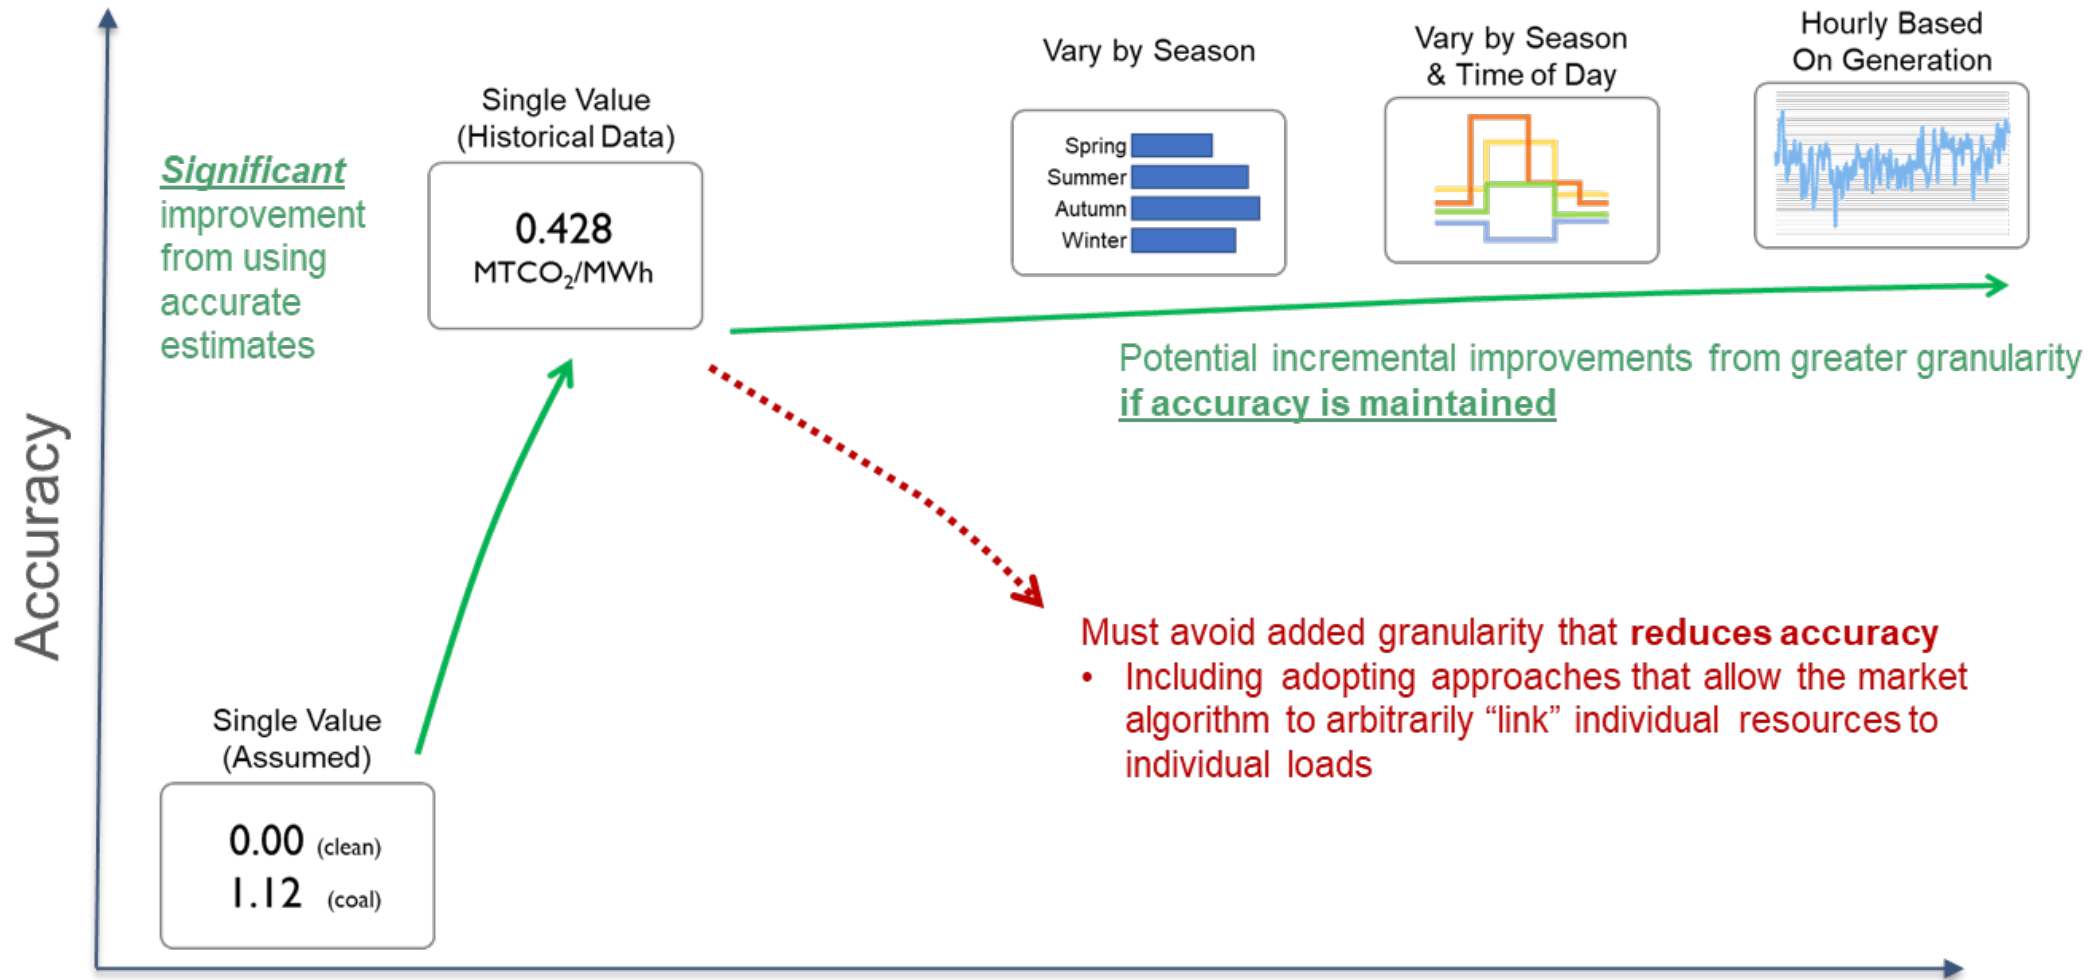 Accuracy
Significant
improvement
from using
accurate
estimates
Single Value
(Assumed)
0.00 (clean)
1.12 (coal)
Single Value
(Historical Data)
0.428
MTCO₂/MWh
Vary by Season
Spring
Summer
Autumn
Winter
Vary by Season
& Time of Day
Hourly Based
On Generation
Potential incremental improvements from greater granularity
if accuracy is maintained
Must avoid added granularity that reduces accuracy
• Including adopting approaches that allow the market
algorithm to arbitrarily “link” individual resources to
individual loads